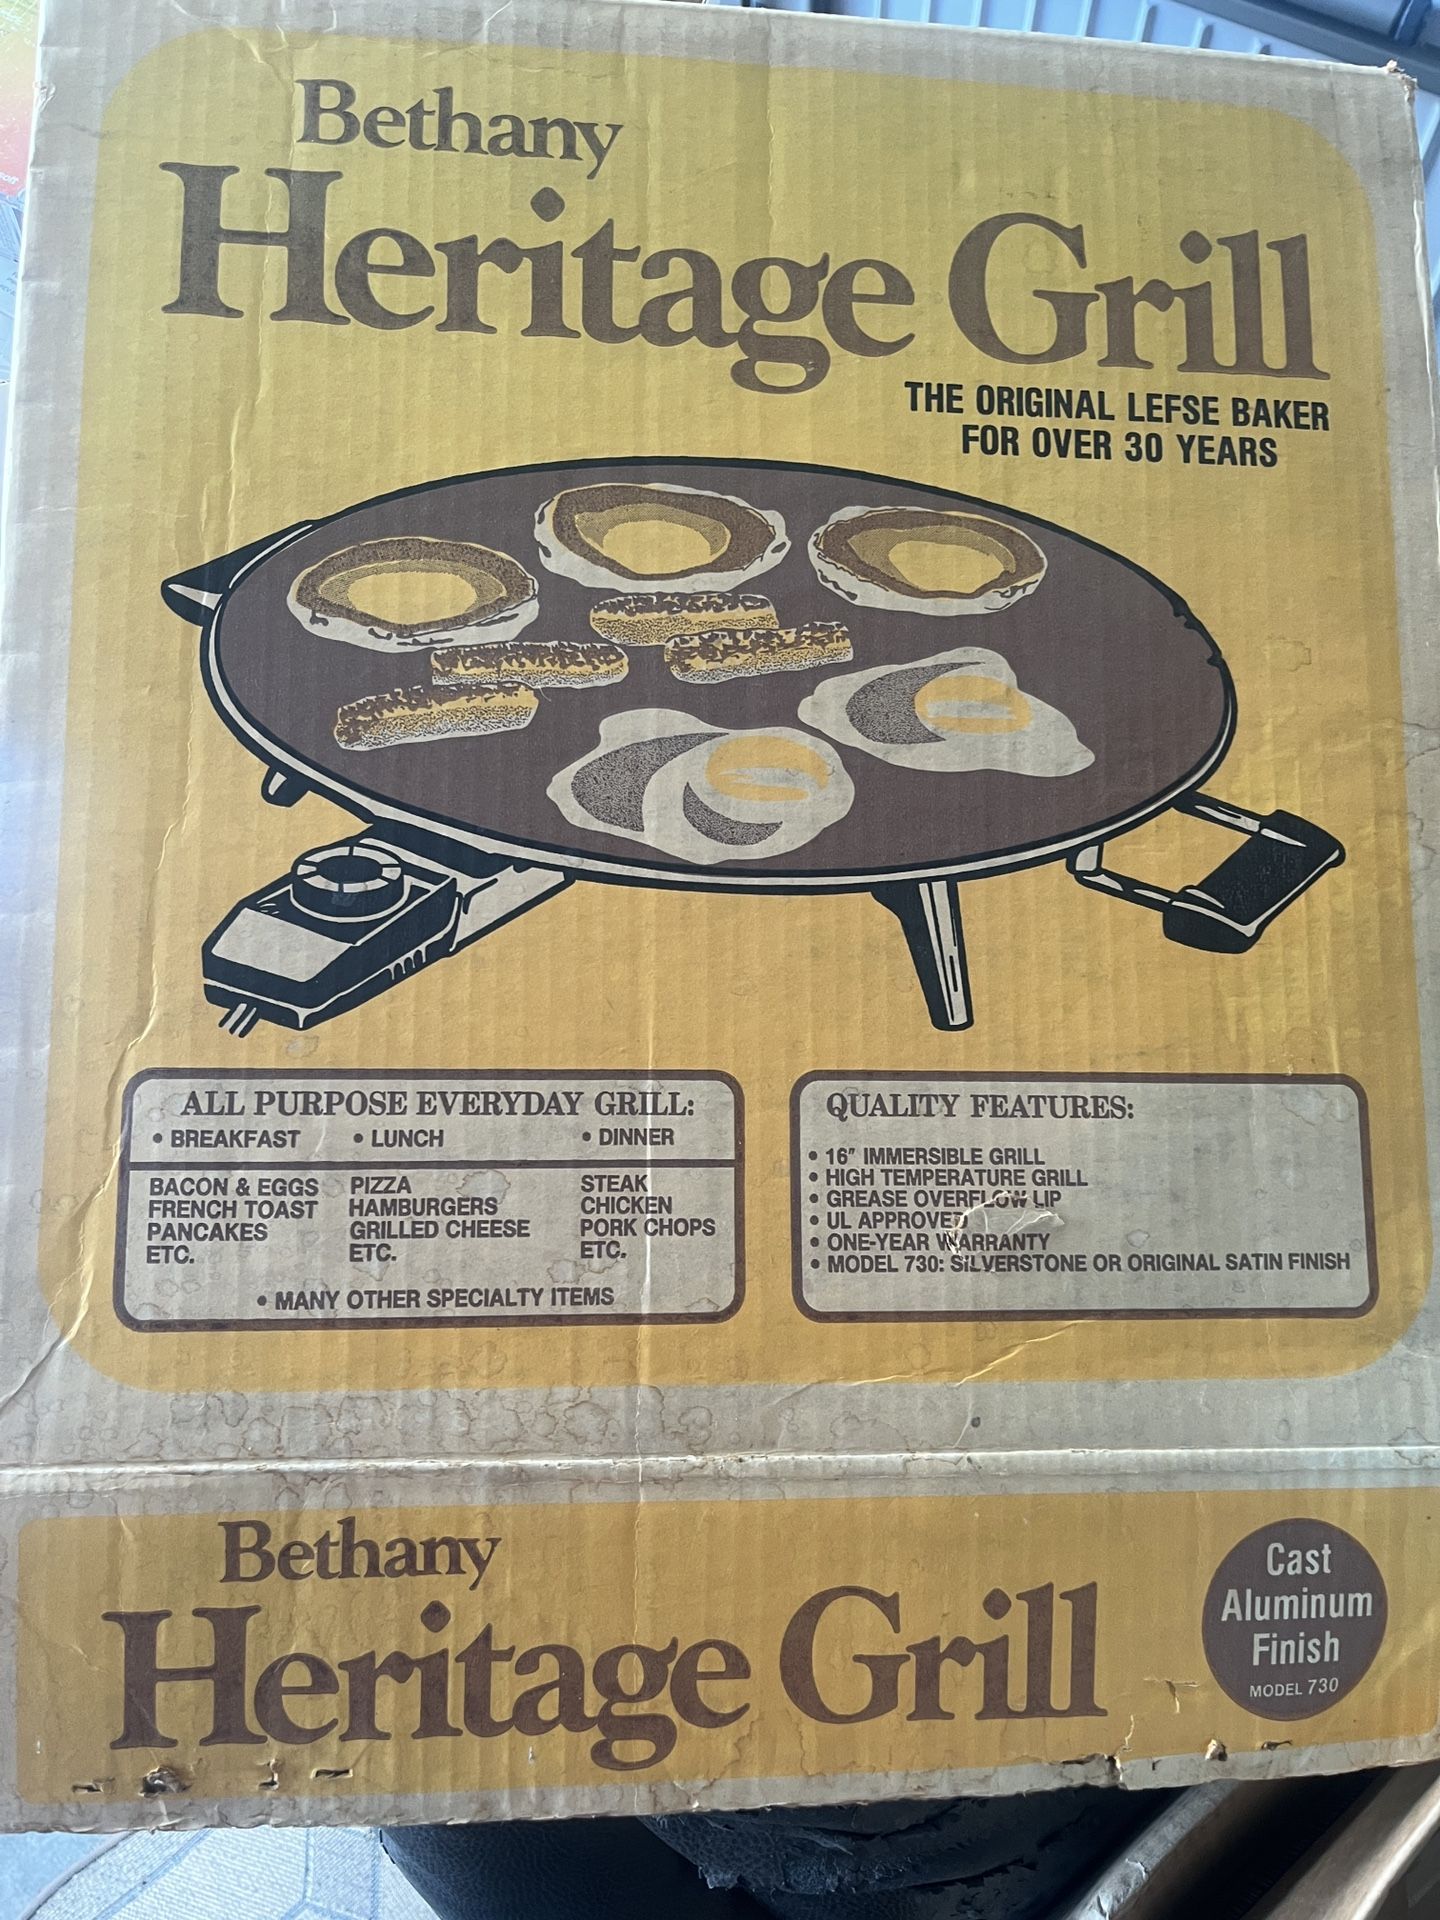 Bethany
Heritage Grill
THE ORIGINAL LEFSE BAKER
FOR OVER 30 YEARS
ALL PURPOSE EVERYDAY GRILL:
• BREAKFAST • LUNCH • DINNER
BACON & EGGS PIZZA STEAK
FRENCH TOAST HAMBURGERS CHICKEN
PANCAKES GRILLED CHEESE PORK CHOPS
ETC. ETC. ETC.
• MANY OTHER SPECIALTY ITEMS
QUALITY FEATURES:
• 16" IMMERSIBLE GRILL
• HIGH TEMPERATURE GRILL
• GREASE OVERFLOW LIP
• UL APPROVED
• ONE-YEAR WARRANTY
• MODEL 730: SILVERSTONE OR ORIGINAL SATIN FINISH
Bethany
Heritage Grill
Cast
Aluminum
Finish
MODEL 730